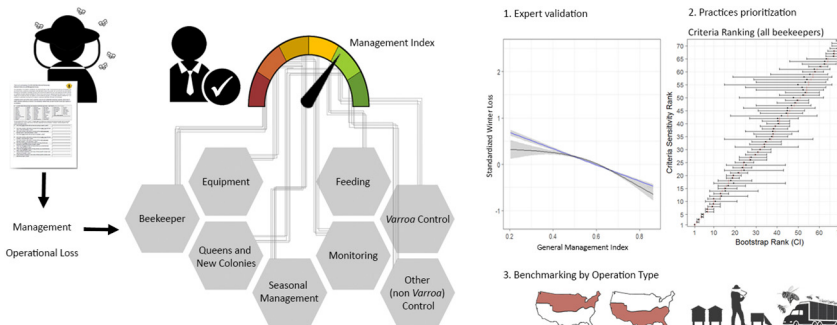 Management Index
Management
Operational Loss
Beekeeper
Equipment
Queens and
New Colonies
Seasonal
Management
Feeding
Monitoring
Varroa Control
Other
(non Varroa)
Control
1. Expert validation
Standardized Winter Loss
1
0
-1
0.2
0.4
0.6
0.8
General Management Index
2. Practices prioritization
Criteria Ranking (all beekeepers)
Criteria Sensitivity Rank
70
65
60
55
50
45
40
35
30
25
20
15
10
5
1
1
10
20
30
40
50
60
Bootstrap Rank (CI)
3. Benchmarking by Operation Type